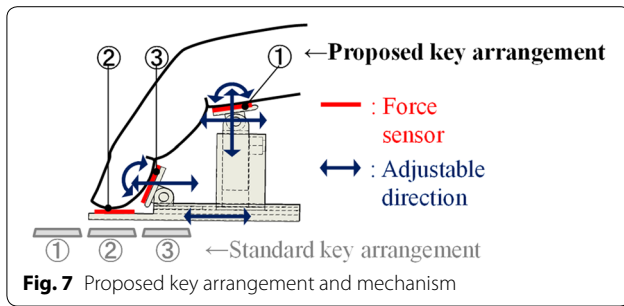 ② ③ ① ←Proposed key arrangement
: Force
sensor
: Adjustable
direction
① ② ③ ←Standard key arrangement
Fig. 7 Proposed key arrangement and mechanism